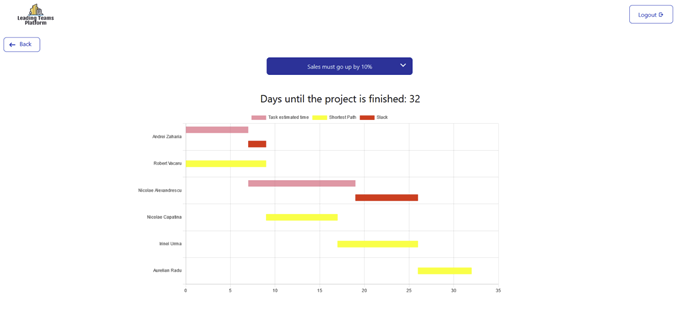 Leading Teams
Platform
Logout
Back
Sales must go up by 10%
Days until the project is finished: 32
Task estimated time Shortest Path Slack
Andrei Zaharia
Robert Vacaru
Nicolae Alexandrescu
Nicolae Capatina
Ionel Urma
Aurelian Radu
0 5 10 15 20 25 30 35